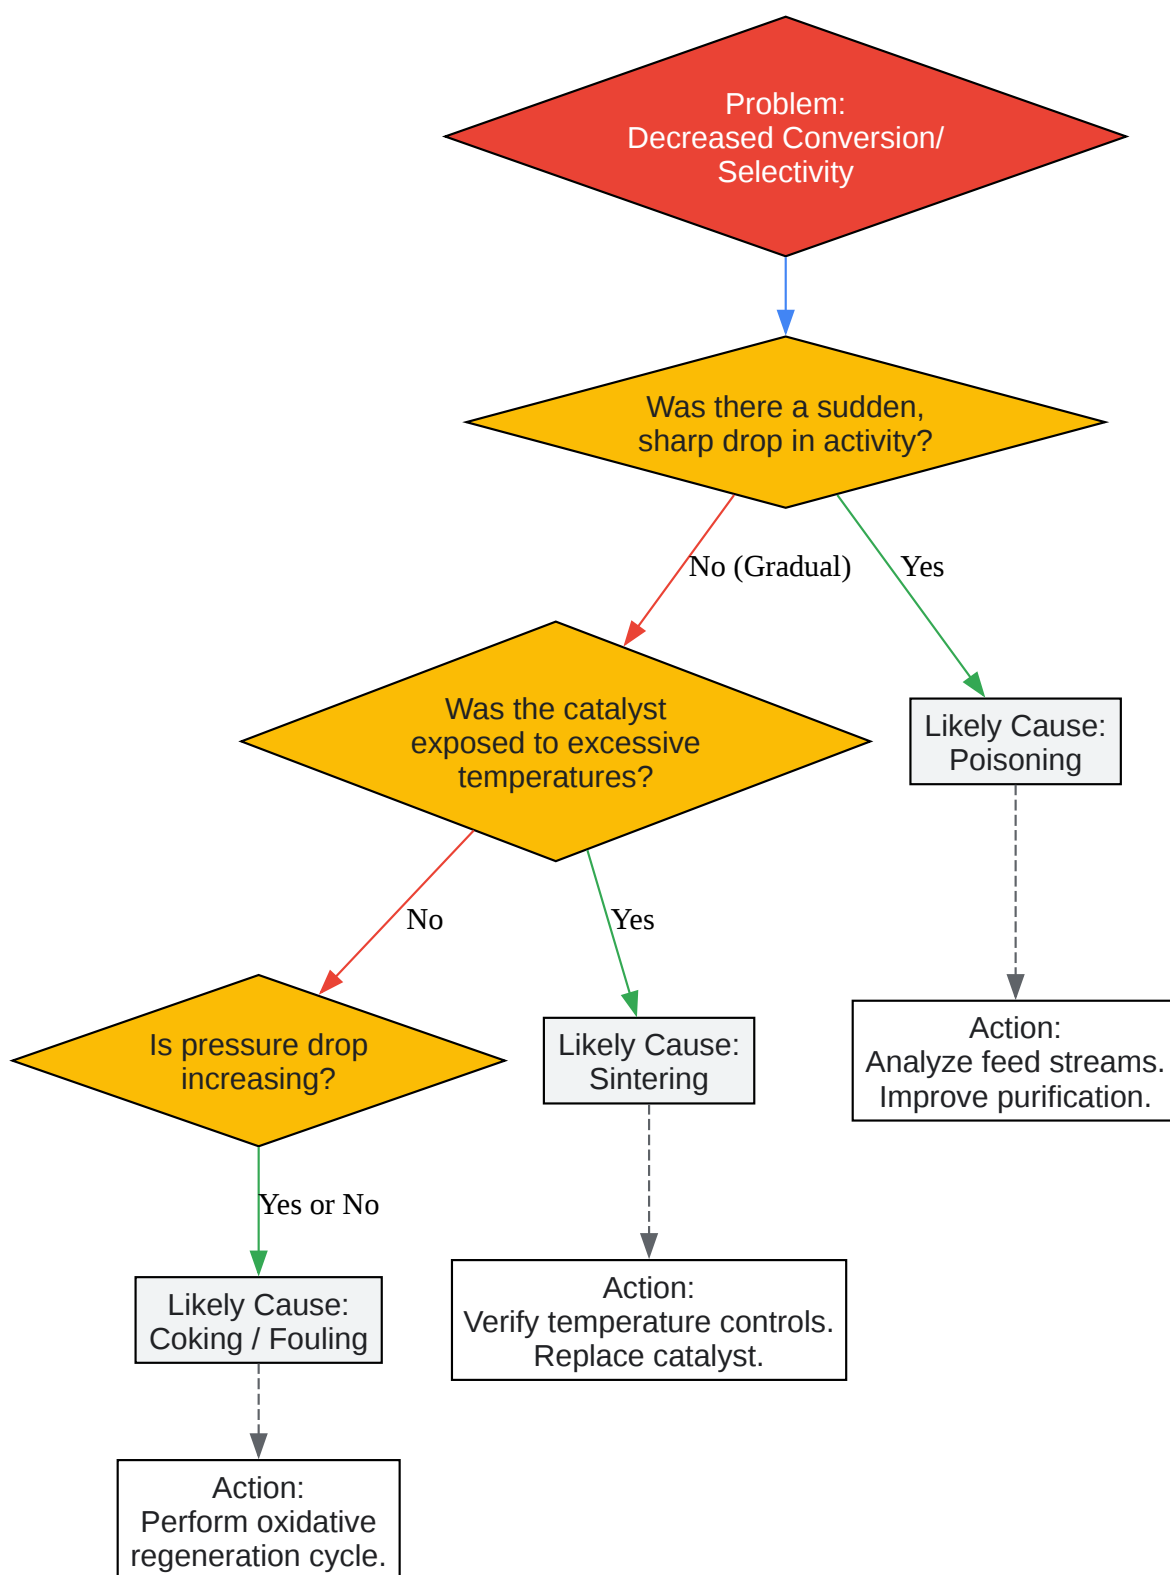 Problem:
Decreased Conversion/
Selectivity
Was there a sudden,
sharp drop in activity?
No (Gradual)
Yes
Was the catalyst
exposed to excessive
temperatures?
Likely Cause:
Poisoning
No
Yes
Is pressure drop
increasing?
Likely Cause:
Sintering
Action:
Analyze feed streams.
Improve purification.
Yes or No
Likely Cause:
Coking / Fouling
Action:
Verify temperature controls.
Replace catalyst.
Action:
Perform oxidative
regeneration cycle.